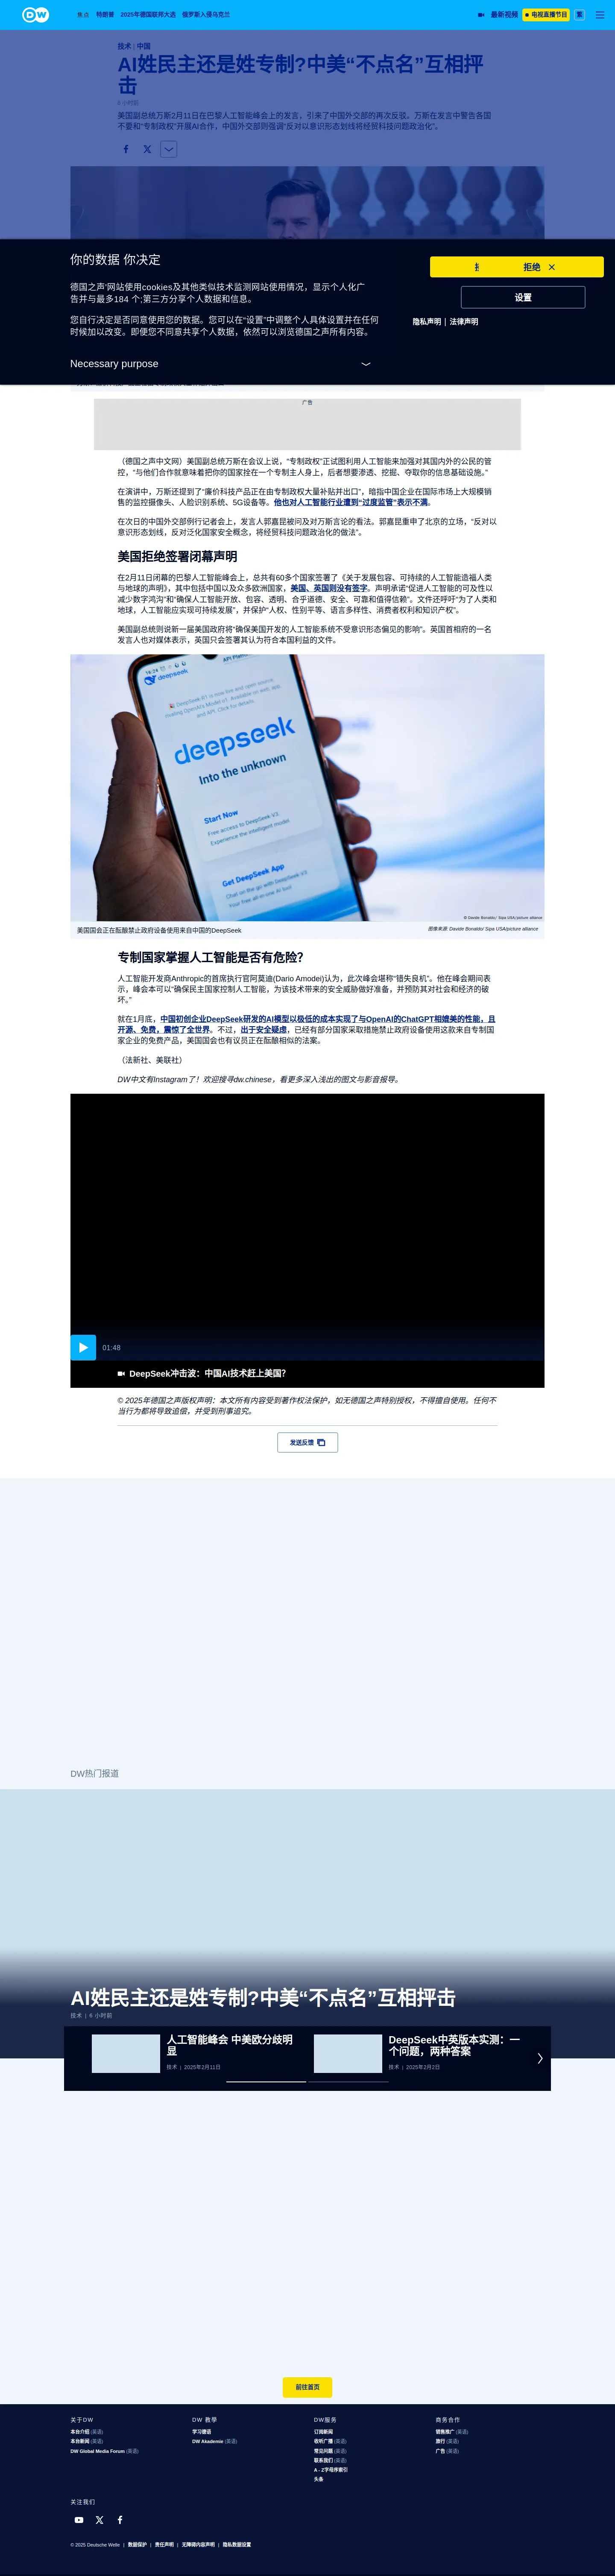 DW
焦点
特朗普
2025年德国联邦大选
俄罗斯入侵乌克兰
最新视频
电视直播节目
繁
技术 | 中国
AI姓民主还是姓专制?中美“不点名”互相抨
击
6 小时前
美国副总统万斯2月11日在巴黎人工智能峰会上的发言，引来了中国外交部的再次反驳。万斯在发言中警告各国
不要和“专制政权”开展AI合作，中国外交部则强调“反对以意识形态划线将经贸科技问题政治化”。
你的数据 你决定
拒绝
德国之声'网站使用cookies及其他类似技术监测网站使用情况，显示个人化广
告并与最多184 个;第三方分享个人数据和信息。
设置
隐私声明 | 法律声明
您自行决定是否同意使用您的数据。您可以在“设置”中调整个人具体设置并在任何
时候加以改变。即便您不同意共享个人数据，依然可以浏览德国之声所有内容。
Necessary purpose
广告
（德国之声中文网）美国副总统万斯在会议上说，“专制政权”正试图利用人工智能来加强对其国内外的公民的管
控，“与他们合作就意味着把你的国家拴在一个专制主人身上，后者想要渗透、挖掘、夺取你的信息基础设施。”
在演讲中，万斯还提到了“廉价科技产品正在由专制政权大量补贴并出口”，暗指中国企业在国际市场上大规模销
售的监控摄像头、人脸识别系统、5G设备等。他也对人工智能行业遭到“过度监管”表示不满。
在次日的中国外交部例行记者会上，发言人郭嘉昆被问及对万斯言论的看法。郭嘉昆重申了北京的立场，“反对以
意识形态划线，反对泛化国家安全概念，将经贸科技问题政治化的做法”。
美国拒绝签署闭幕声明
在2月11日闭幕的巴黎人工智能峰会上，总共有60多个国家签署了《关于发展包容、可持续的人工智能造福人类
与地球的声明》，其中包括中国以及众多欧洲国家，美国、英国则没有签字。声明承诺“促进人工智能的可及性以
减少数字鸿沟”和“确保人工智能开放、包容、透明、合乎道德、安全、可靠和值得信赖”。文件还呼吁“为了人类和
地球，人工智能应实现可持续发展”，并保护“人权、性别平等、语言多样性、消费者权利和知识产权”。
美国副总统则说新一届美国政府将“确保美国开发的人工智能系统不受意识形态偏见的影响”。英国首相府的一名
发言人也对媒体表示，英国只会签署其认为符合本国利益的文件。
deepseek
deepseek
Into the unknown
Start Now
Get DeepSeek App
© Davide Bonaldo/ Sipa USA/picture alliance
美国国会正在酝酿禁止政府设备使用来自中国的DeepSeek
图像来源: Davide Bonaldo/ Sipa USA/picture alliance
专制国家掌握人工智能是否有危险？
人工智能开发商Anthropic的首席执行官阿莫迪(Dario Amodei)认为，此次峰会堪称“错失良机”。他在峰会期间表
示，峰会本可以“确保民主国家控制人工智能，为该技术带来的安全威胁做好准备，并预防其对社会和经济的破
坏。”
就在1月底，中国初创企业DeepSeek研发的AI模型以极低的成本实现了与OpenAI的ChatGPT相媲美的性能，且
开源、免费，震惊了全世界。不过，出于安全疑虑，已经有部分国家采取措施禁止政府设备使用这款来自专制国
家企业的免费产品，美国国会也有议员正在酝酿相似的法案。
（法新社、美联社）
DW中文有Instagram了！欢迎搜寻dw.chinese，看更多深入浅出的图文与影音报导。
01:48
DeepSeek冲击波：中国AI技术赶上美国？
© 2025年德国之声版权声明：本文所有内容受到著作权法保护，如无德国之声特别授权，不得擅自使用。任何不
当行为都将导致追偿，并受到刑事追究。
发送反馈
DW热门报道
AI姓民主还是姓专制?中美“不点名”互相抨击
技术 | 6 小时前
人工智能峰会 中美欧分歧明
显
技术 | 2025年2月11日
DeepSeek中英版本实测：一
个问题，两种答案
技术 | 2025年2月2日
前往首页
关于DW
本台介绍 (英语)
本台新闻 (英语)
DW Global Media Forum (英语)
DW 教學
学习德语
DW Akademie (英语)
DW服务
订阅新闻
收听广播 (英语)
常见问题 (英语)
联系我们 (英语)
A - Z字母序索引
头条
商务合作
销售推广 (英语)
旅行 (英语)
广告 (英语)
关注我们
© 2025 Deutsche Welle | 数据保护 | 责任声明 | 无障碍内容声明 | 隐私数据设置